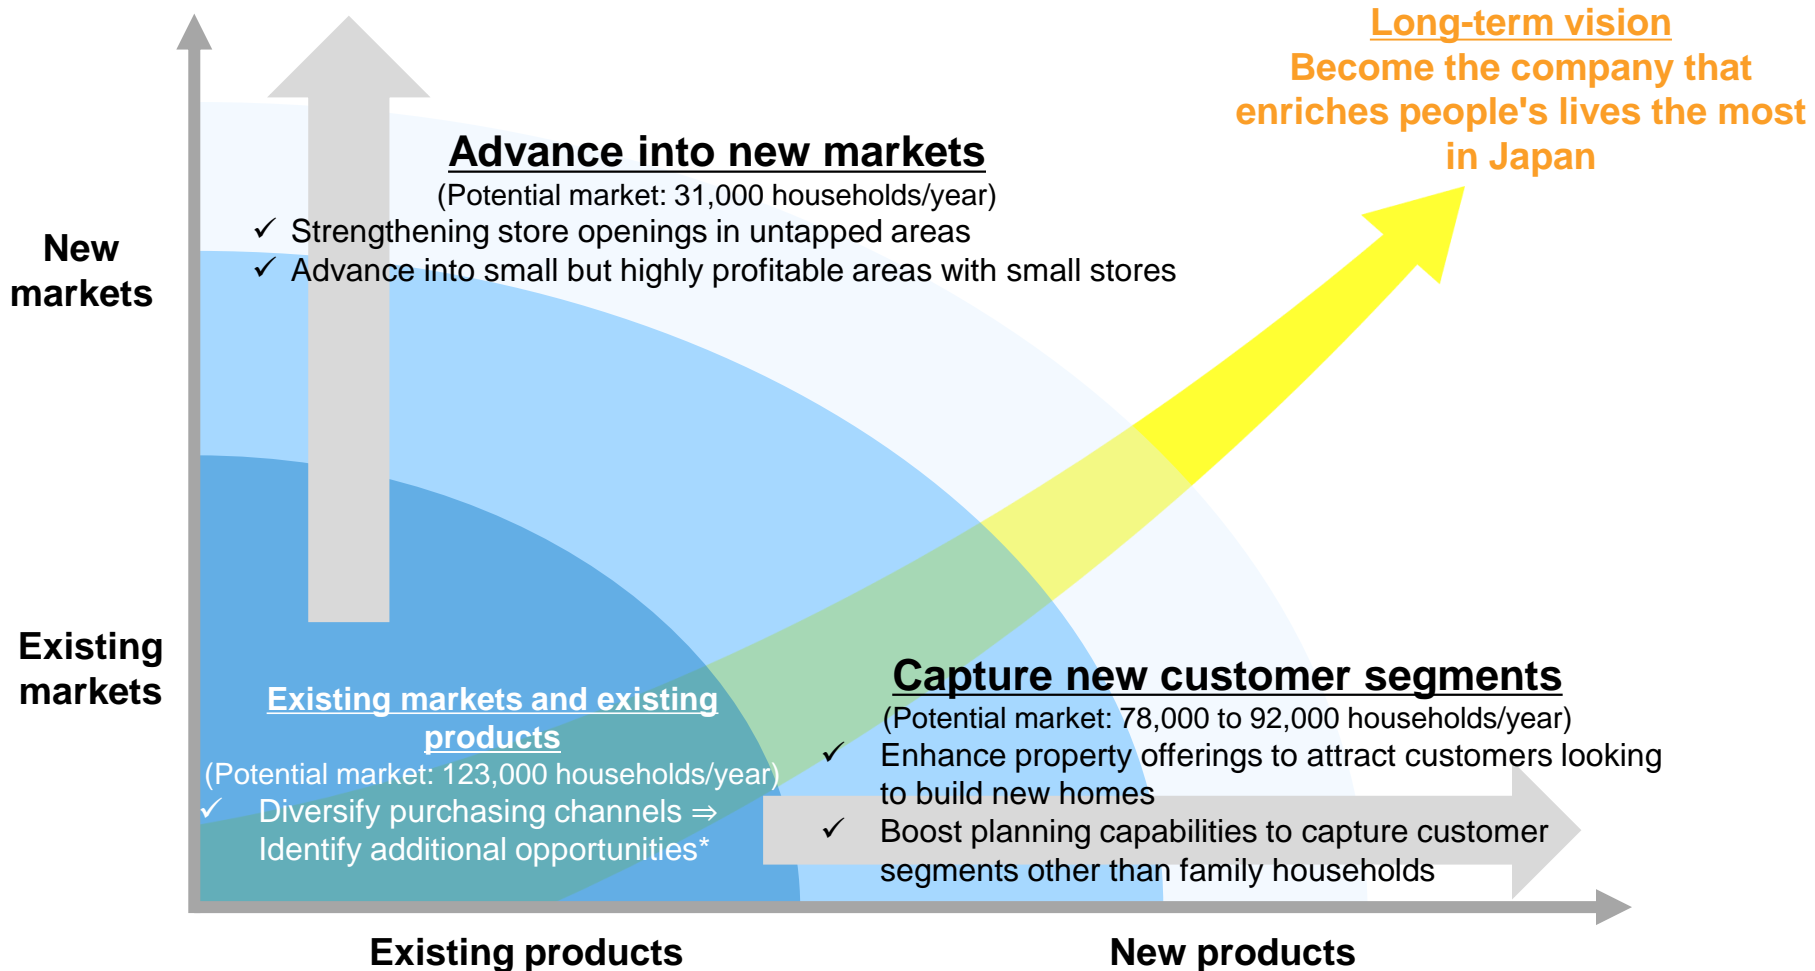 Long-term vision
Become the company that
enriches people's lives the most
in Japan
Advance into new markets
(Potential market: 31,000 households/year)
✓ Strengthening store openings in untapped areas
✓ Advance into small but highly profitable areas with small stores
New
markets
Existing
markets
Existing markets and existing
products
(Potential market: 123,000 households/year)
✓ Diversify purchasing channels ⇒
Identify additional opportunities*
Capture new customer segments
(Potential market: 78,000 to 92,000 households/year)
✓ Enhance property offerings to attract customers looking
to build new homes
✓ Boost planning capabilities to capture customer
segments other than family households
Existing products
New products